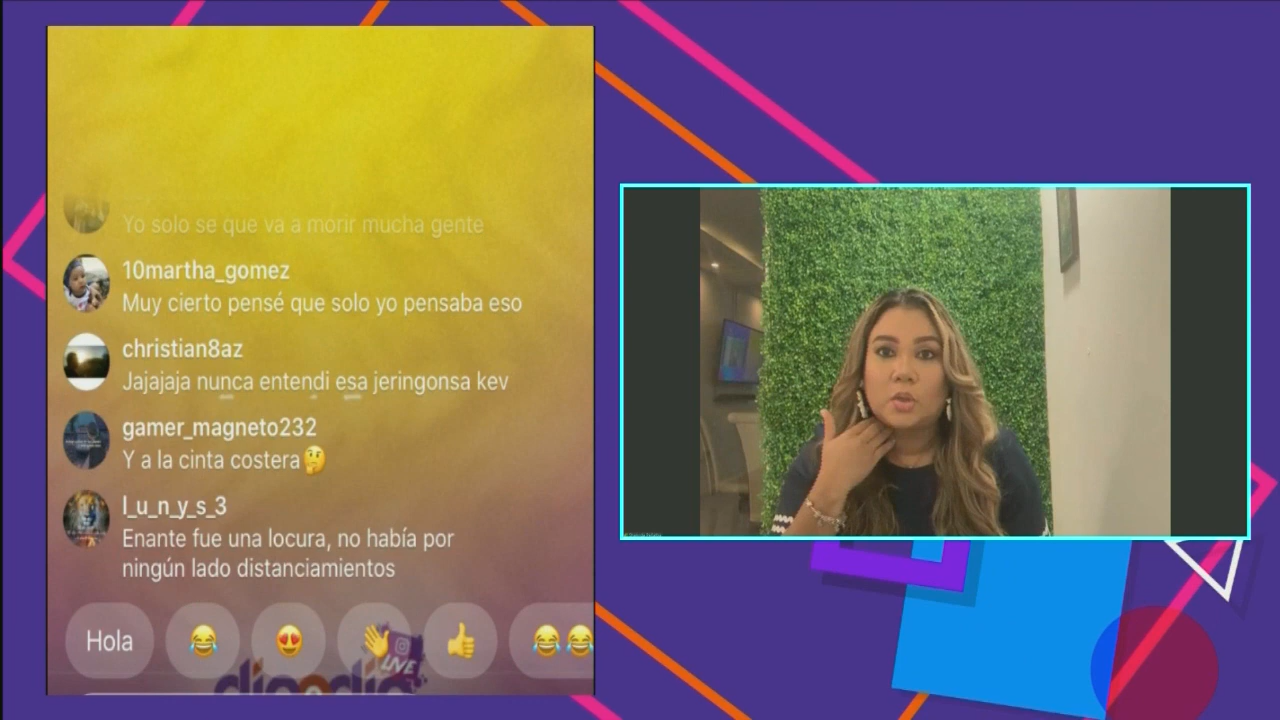 Yo solo se que va a morir mucha gente
10martha_gomez
Muy cierto pensé que solo yo pensaba eso
christian8az
Jajajaja nunca entendi esa jeringonsa kev
gamer_magneto232
Y a la cinta costera🤔
l_u_n_y_s_3
Enante fue una locura, no había por
ningún lado distanciamientos
Hola
LIVE